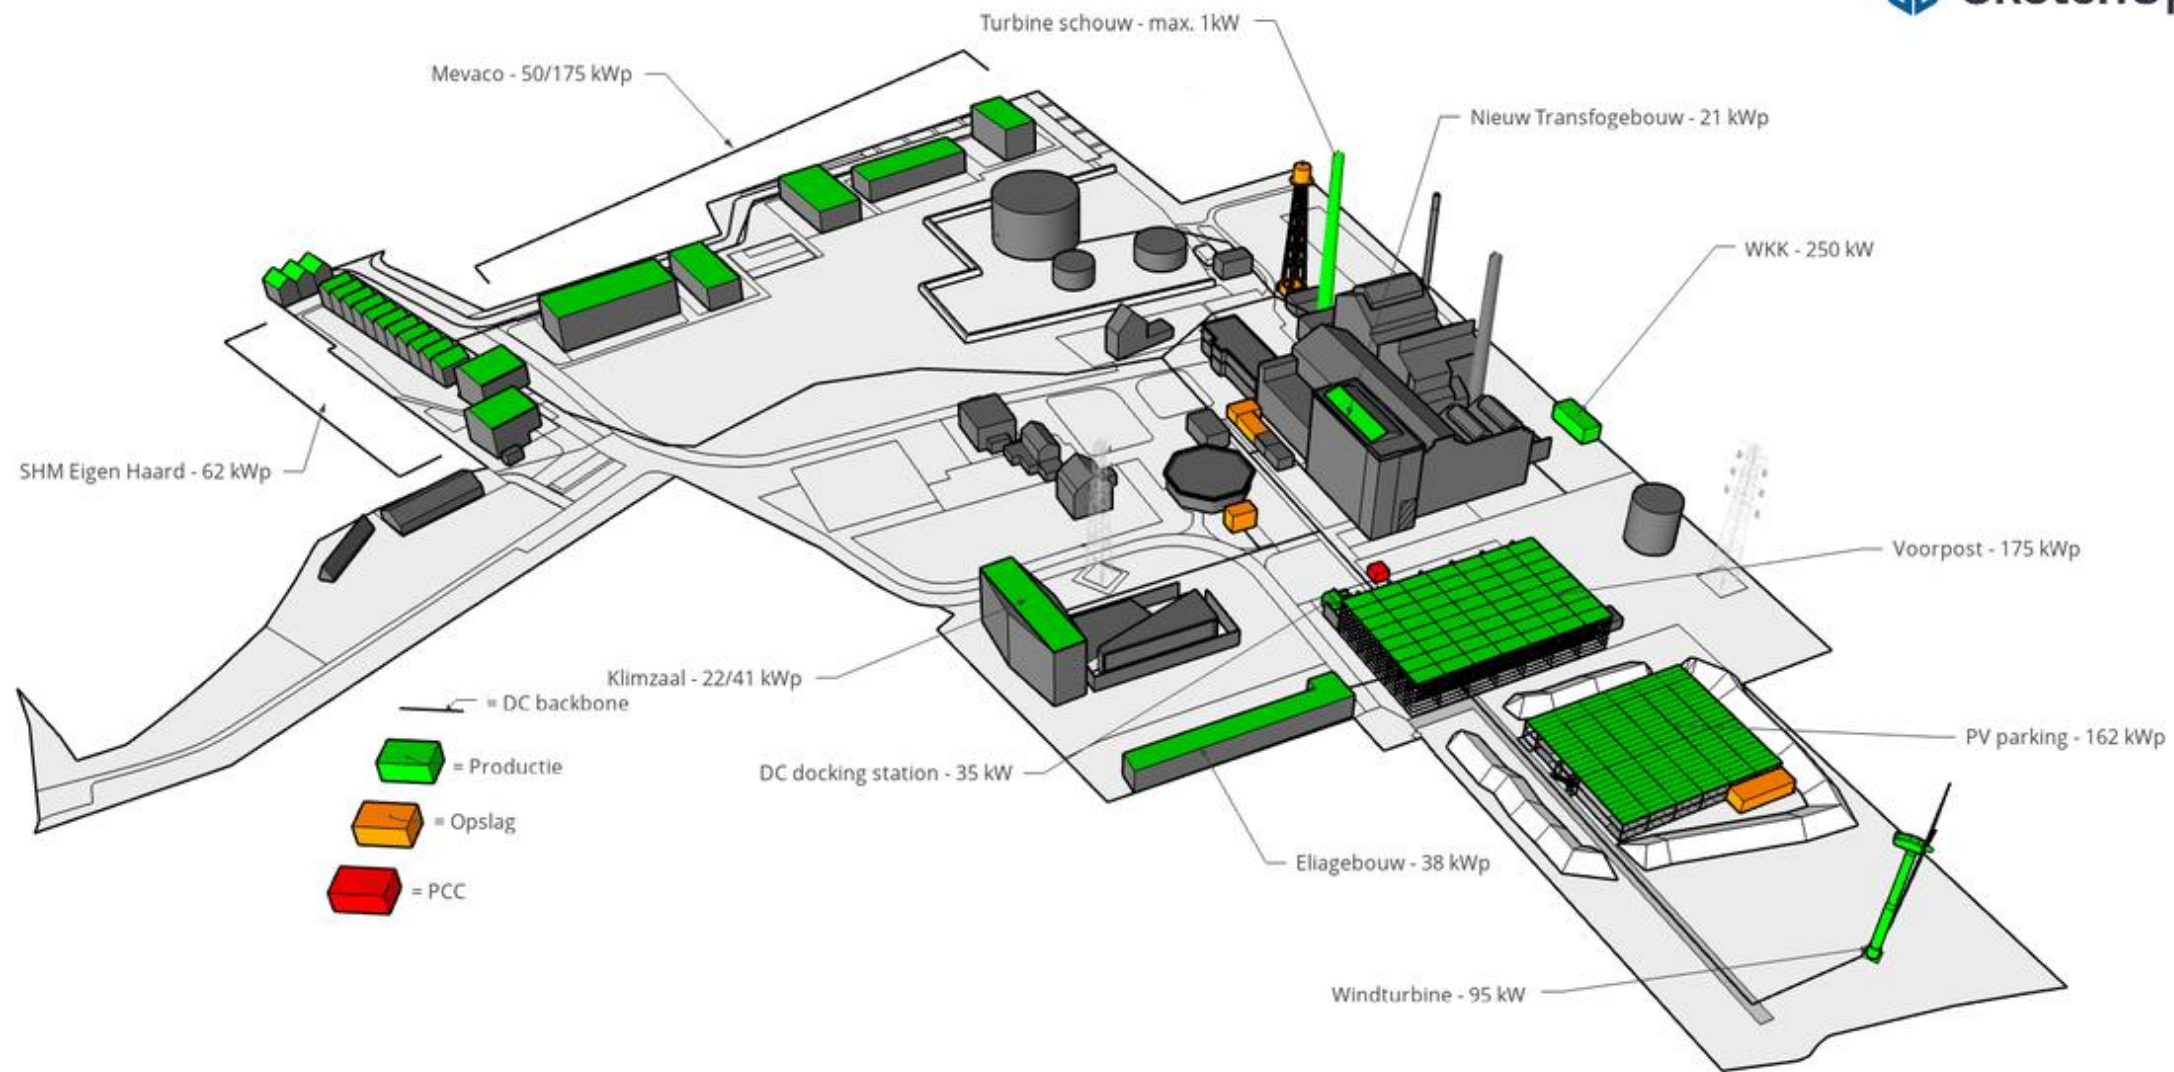 Turbine schouw - max. 1kW
Mevaco - 50/175 kWp
Nieuw Transfogebouw - 21 kWp
WKK - 250 kW
SHM Eigen Haard - 62 kWp
Voorpost - 175 kWp
Klimzaal - 22/41 kWp
= DC backbone
PV parking - 162 kWp
= Productie
DC docking station - 35 kW
= Opslag
Eliagebouw - 38 kWp
= PCC
Windturbine - 95 kW